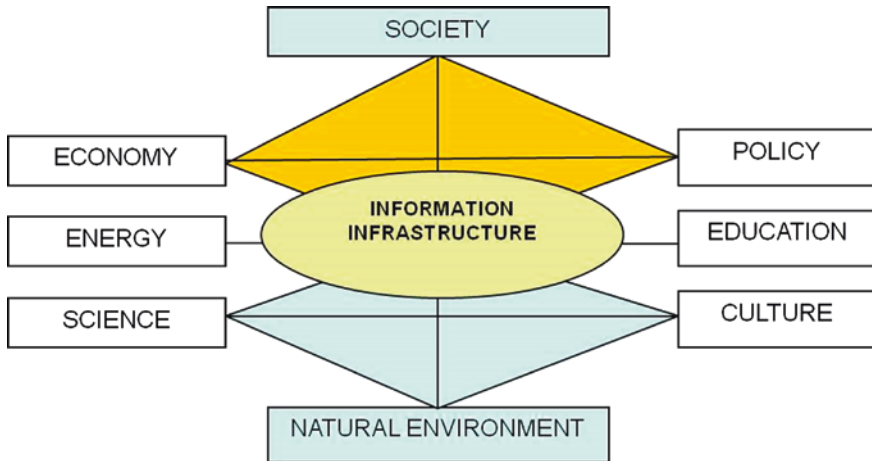 SOCIETY
ECONOMY
POLICY
INFORMATION
INFRASTRUCTURE
ENERGY
EDUCATION
SCIENCE
CULTURE
NATURAL ENVIRONMENT